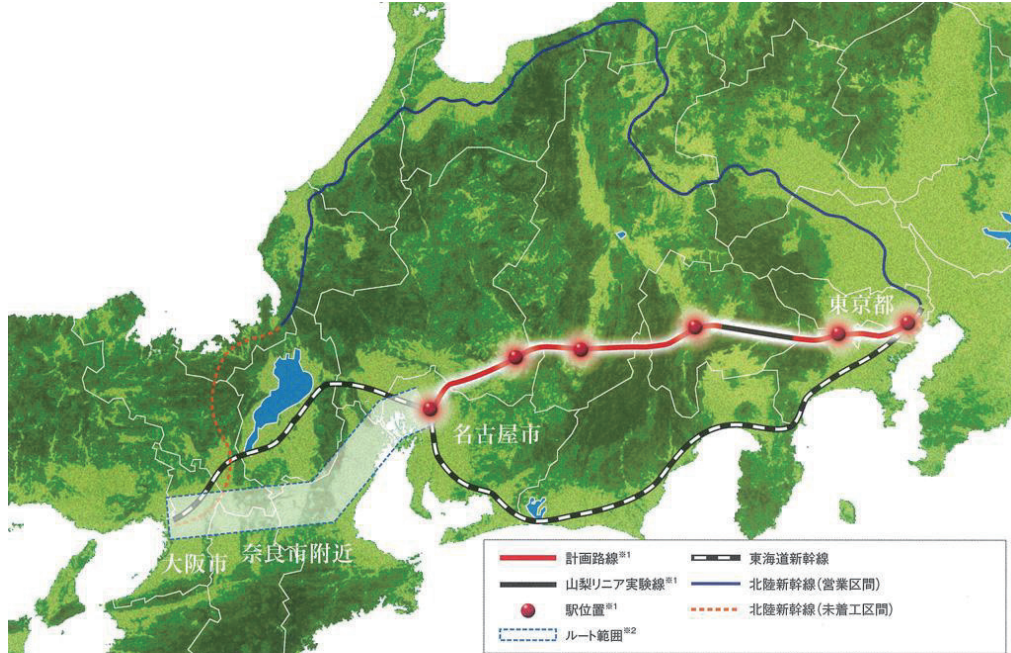 東京都
名古屋市
大阪市
奈良市附近
計画路線※1
東海道新幹線
山梨リニア実験線※1
北陸新幹線(営業区間)
駅位置※1
北陸新幹線(未着工区間)
ルート範囲※2